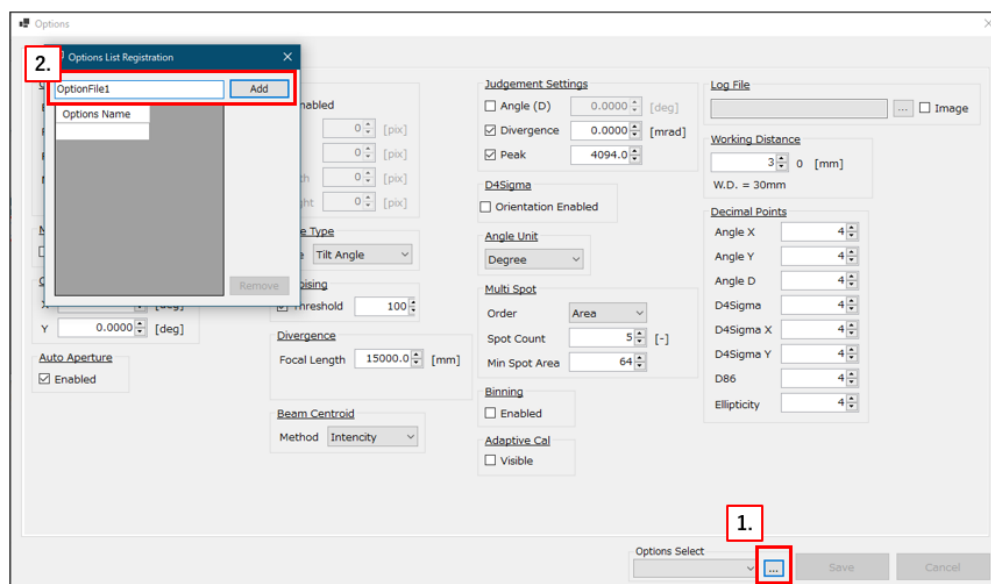 Options
2.
Options List Registration
OptionFile1
Add
Options Name
Remove
nabled
0 [pix]
0 [pix]
th 0 [pix]
ght 0 [pix]
e Type
e Tilt Angle
oising
Threshold 100
Y 0.0000 [deg]
Auto Aperture
Enabled
Divergence
Focal Length 15000.0 [mm]
Beam Centroid
Method Intencity
Judgement Settings
Angle (D) 0.0000 [deg]
Divergence 0.0000 [mrad]
Peak 4094.0
D4Sigma
Orientation Enabled
Angle Unit
Degree
Multi Spot
Order Area
Spot Count 5 [-]
Min Spot Area 64
Binning
Enabled
Adaptive Cal
Visible
Log File
... Image
Working Distance
3 0 [mm]
W.D. = 30mm
Decimal Points
Angle X 4
Angle Y 4
Angle D 4
D4Sigma 4
D4Sigma X 4
D4Sigma Y 4
D86 4
Ellipticity 4
1.
Options Select
...
Save
Cancel